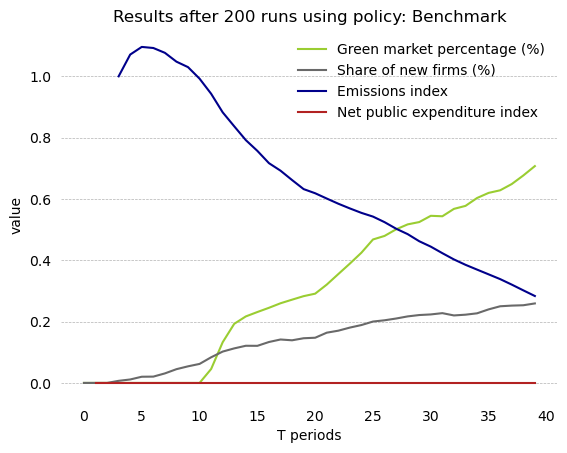 Results after 200 runs using policy: Benchmark
Green market percentage (%)
Share of new firms (%)
Emissions index
Net public expenditure index
value
1.0
0.8
0.6
0.4
0.2
0.0
0 5 10 15 20 25 30 35 40
T periods